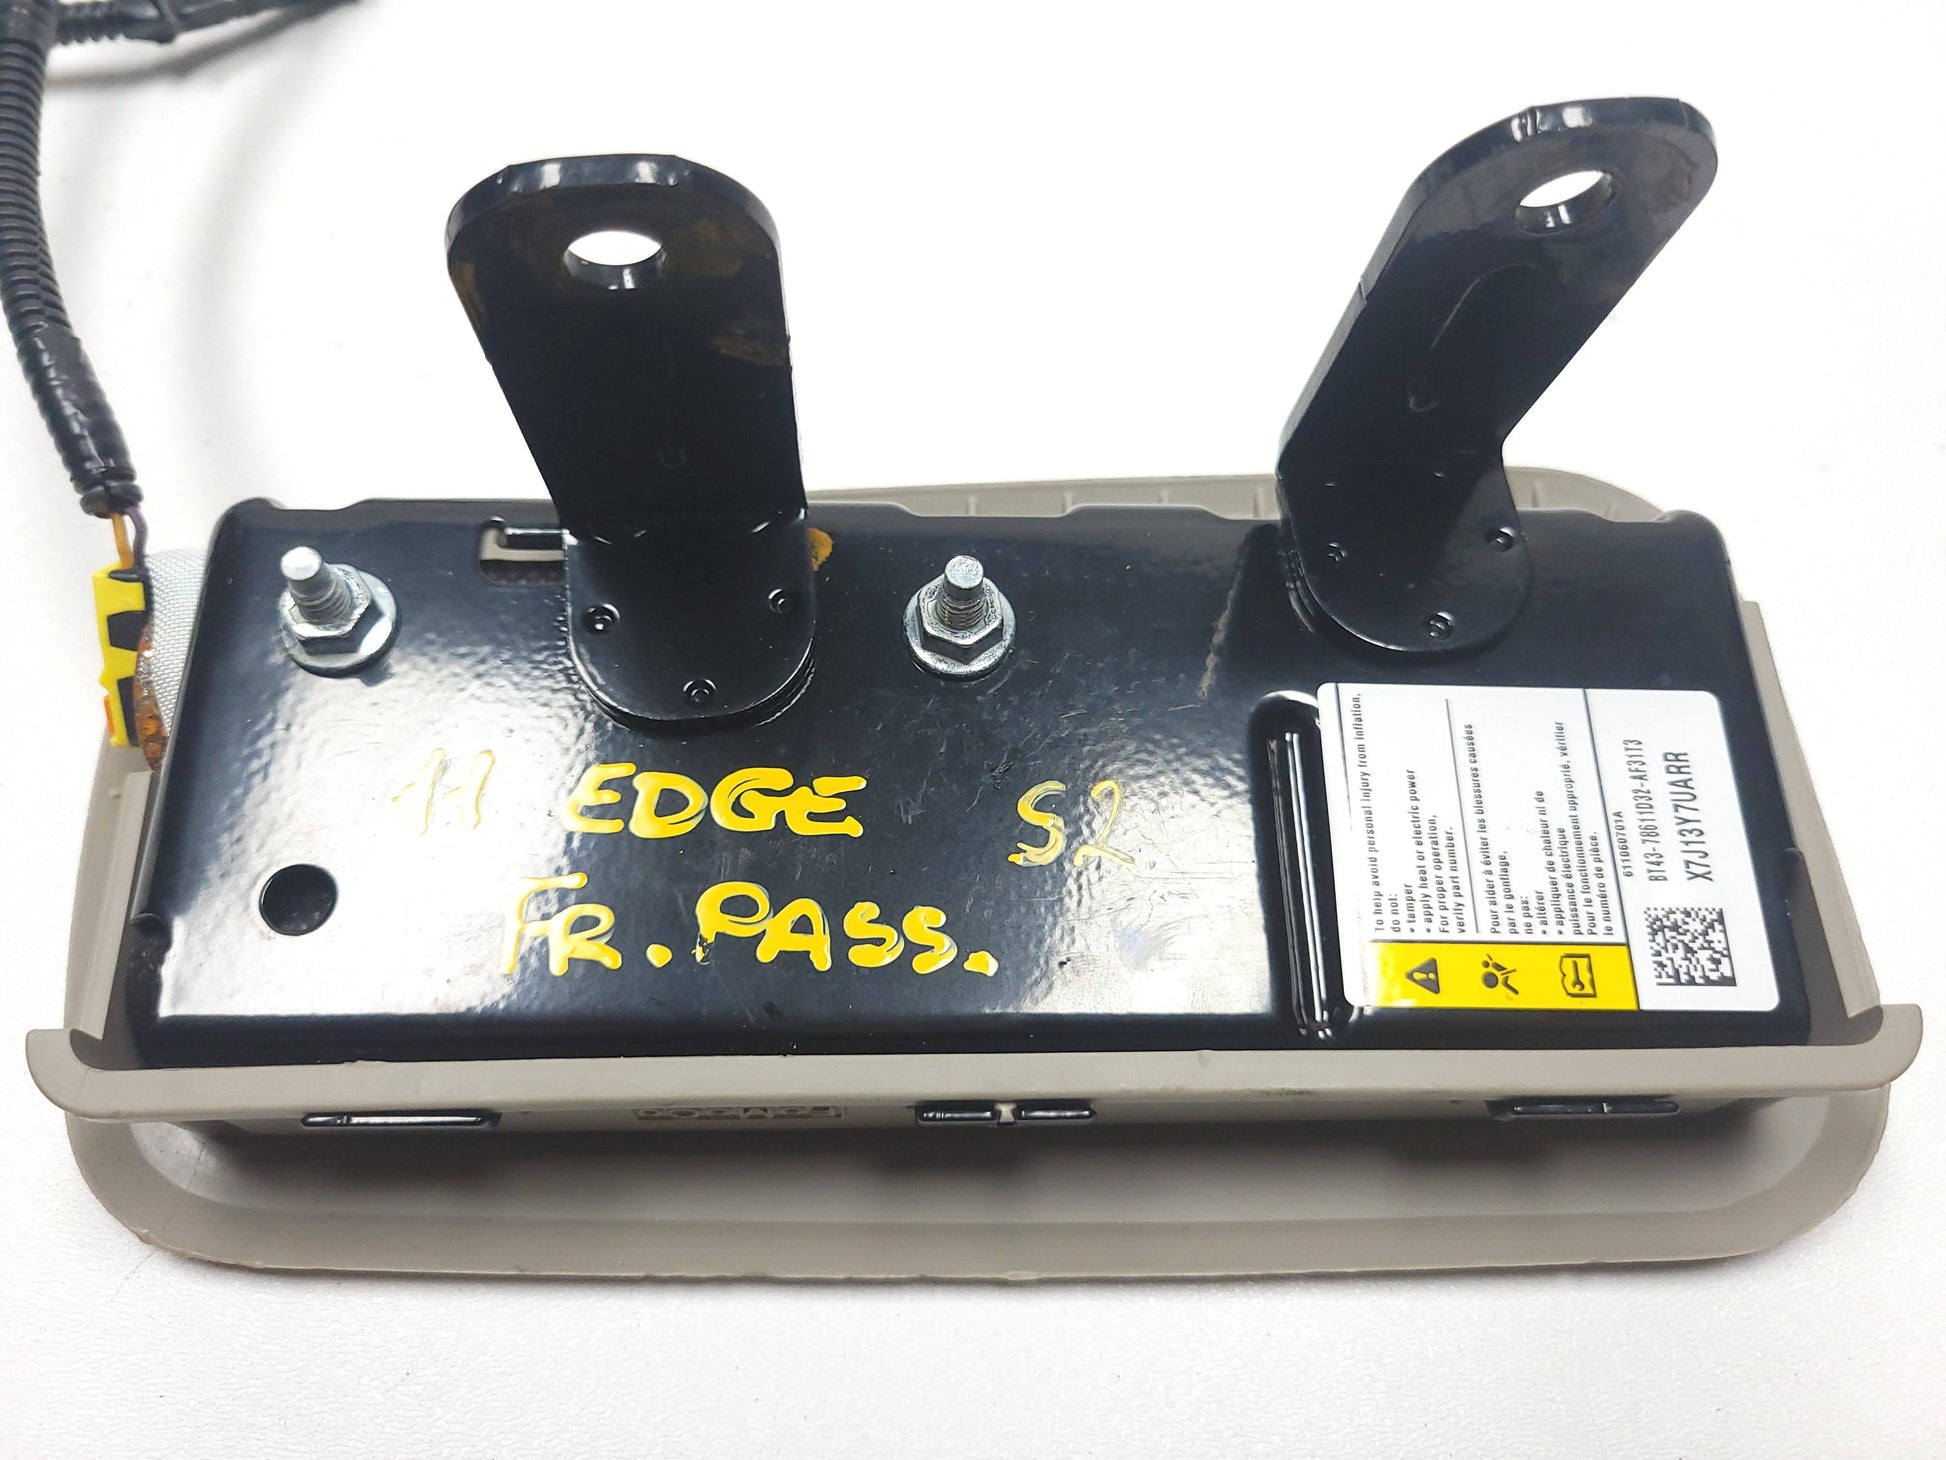 11 EDGE S2
FR. PASS.
To help avoid personal injury from inflation,
do not:
• tamper
• apply heat or electric power
For proper operation,
verify part number.
Pour aider à éviter les blessures causées
par le gonflage,
ne pas:
• altérer
• appliquer de chaleur ni de
puissance électrique
Pour le fonctionnement approprié, vérifier
le numéro de pièce.
611060701A
BT43-78611D32-AF31T3
X7J13Y7UARR